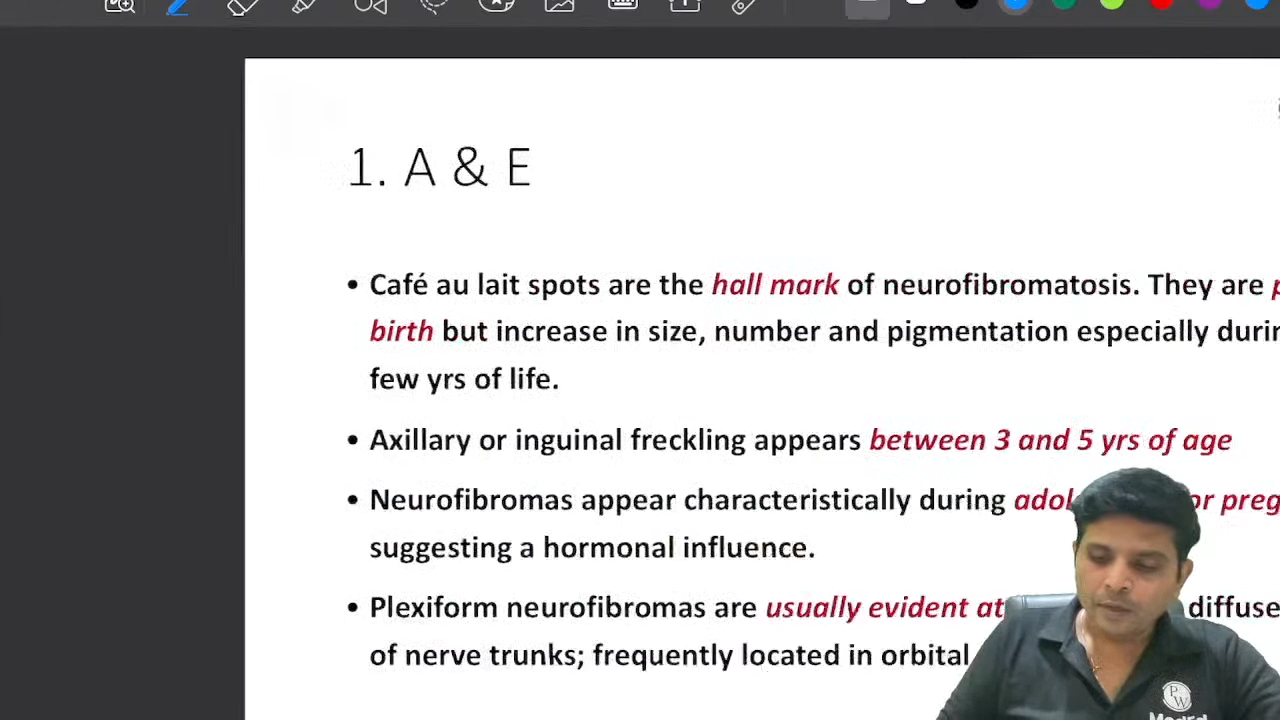 1. A & E
• Café au lait spots are the hall mark of neurofibromatosis. They are
birth but increase in size, number and pigmentation especially
few yrs of life.
• Axillary or inguinal freckling appears between 3 and 5 yrs of age
• Neurofibromas appear characteristically during or
suggesting a hormonal influence.
• Plexiform neurofibromas are usually evident at diffuse
of nerve trunks; frequently located in orbital
PW